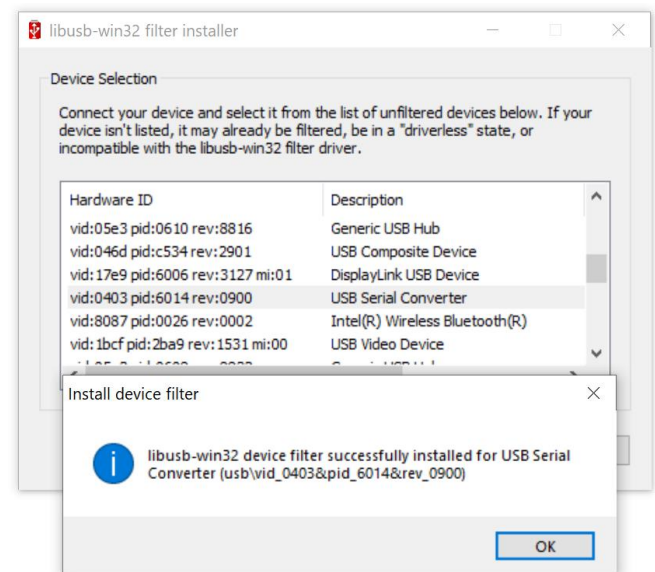 libusb-win32 filter installer
Device Selection
Connect your device and select it from the list of unfiltered devices below. If your
device isn't listed, it may already be filtered, be in a "driverless" state, or
incompatible with the libusb-win32 filter driver.
Hardware ID Description
vid:05e3 pid:0610 rev:8816 Generic USB Hub
vid:046d pid:c534 rev:2901 USB Composite Device
vid:17e9 pid:6006 rev:3127 mi:01 DisplayLink USB Device
vid:0403 pid:6014 rev:0900 USB Serial Converter
vid:8087 pid:0026 rev:0002 Intel(R) Wireless Bluetooth(R)
vid:1bcf pid:2ba9 rev:1531 mi:00 USB Video Device
Install device filter
libusb-win32 device filter successfully installed for USB Serial
Converter (usb\vid_0403&pid_6014&rev_0900)
OK